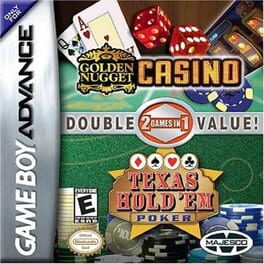 ONLY FOR
GAME BOY ADVANCE
A
GOLDEN NUGGET
CASINO
DOUBLE 2 GAMES IN 1 VALUE!
TEXAS
HOLD'EM
POKER
EVERYONE
E
ESRB
MAJESCO